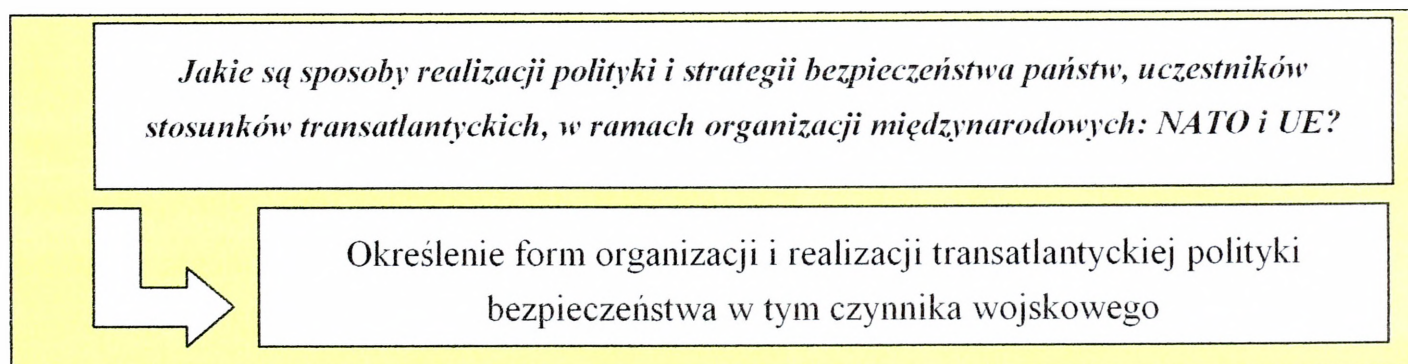 Jakie są sposoby realizacji polityki i strategii bezpieczeństwa państw, uczestników
stosunków transatlantyckich, w ramach organizacji międzynarodowych: NATO i UE?
Określenie form organizacji i realizacji transatlantyckiej polityki
bezpieczeństwa w tym czynnika wojskowego